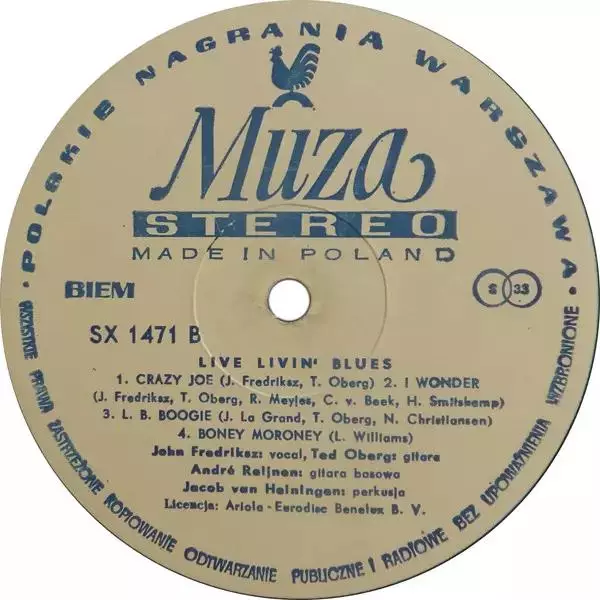 · POLSKIE NAGRANIA WARSZAWA ·
Muza
STEREO
MADE IN POLAND
BIEM
S 33
SX 1471 B
LIVE LIVIN' BLUES
1. CRAZY JOE (J. Fredriksz, T. Oberg) 2. I WONDER
(J. Fredriksz, T. Oberg, R. Meyjes, C. v. Beek, H. Smitskamp)
3. L. B. BOOGIE (J. La Grand, T. Oberg, N. Christiansen)
4. BONEY MORONEY (L. Williams)
John Fredriksz: vocal, Ted Oberg: gitara
André Reijnen: gitara basowa
Jacob van Heiningen: perkusja
Licencja: Ariola - Eurodisc Benelux B. V.
WSZYSTKIE PRAWA ZASTRZEŻONE KOPIOWANIE ODTWARZANIE PUBLICZNE I RADIOWE BEZ UPOWAŻNIENIA WZBRONIONE